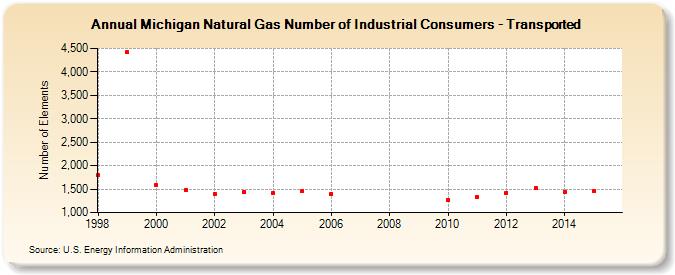 Annual Michigan Natural Gas Number of Industrial Consumers - Transported
Number of Elements
4,500
4,000
3,500
3,000
2,500
2,000
1,500
1,000
1998 2000 2002 2004 2006 2008 2010 2012 2014
Source: U.S. Energy Information Administration